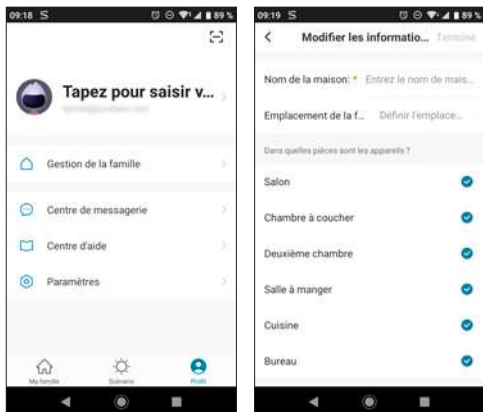 09:18 S 89 %
Tapez pour saisir v...
Gestion de la famille
Centre de messagerie
Centre d'aide
Paramètres
Ma famille
Scénario
Profil
09:19 S 89 %
Modifier les informatio... Terminé
Nom de la maison: * Entrez le nom de mais...
Emplacement de la f... Définir l'emplace...
Dans quelles pièces sont les appareils ?
Salon
Chambre à coucher
Deuxième chambre
Salle à manger
Cuisine
Bureau